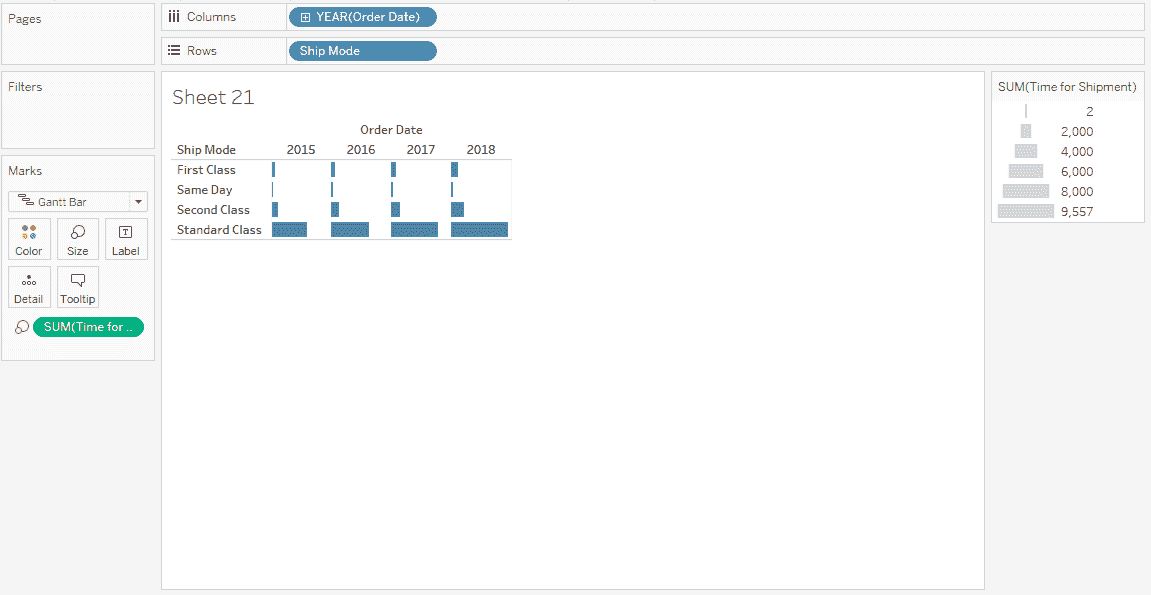 Pages
Columns
YEAR(Order Date)
Rows
Ship Mode
Filters
Marks
Gantt Bar
Color
Size
Label
Detail
Tooltip
SUM(Time for ..
Sheet 21
Order Date
Ship Mode 2015 2016 2017 2018
First Class
Same Day
Second Class
Standard Class
SUM(Time for Shipment)
2
2,000
4,000
6,000
8,000
9,557